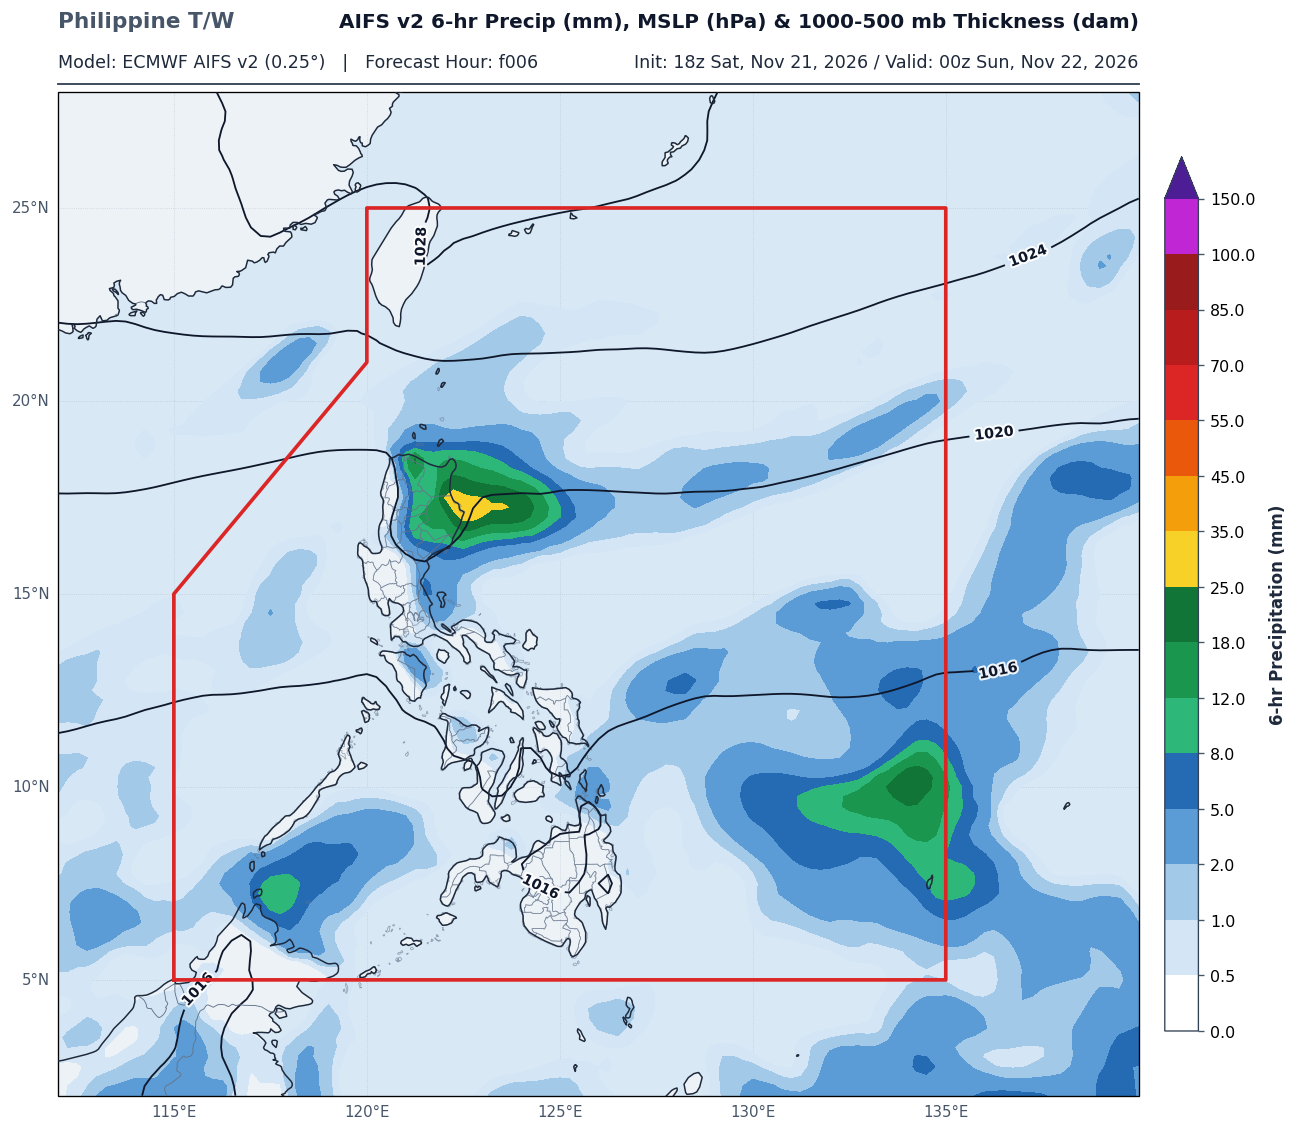 Philippine T/W
AIFS v2 6-hr Precip (mm), MSLP (hPa) & 1000-500 mb Thickness (dam)
Model: ECMWF AIFS v2 (0.25°) | Forecast Hour: f006
Init: 18z Sat, Nov 21, 2026 / Valid: 00z Sun, Nov 22, 2026
25°N
20°N
15°N
10°N
5°N
115°E
120°E
125°E
130°E
135°E
1028
1024
1020
1016
1016
1016
150.0
100.0
85.0
70.0
55.0
45.0
35.0
25.0
18.0
12.0
8.0
5.0
2.0
1.0
0.5
0.0
6-hr Precipitation (mm)